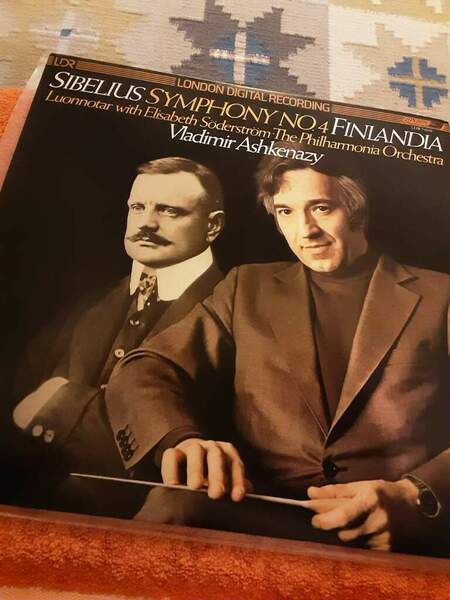 LDR
LONDON DIGITAL RECORDING
SIBELIUS SYMPHONY NO.4 FINLANDIA
Luonnotar with Elisabeth Söderström The Philharmonia Orchestra
Vladimir Ashkenazy